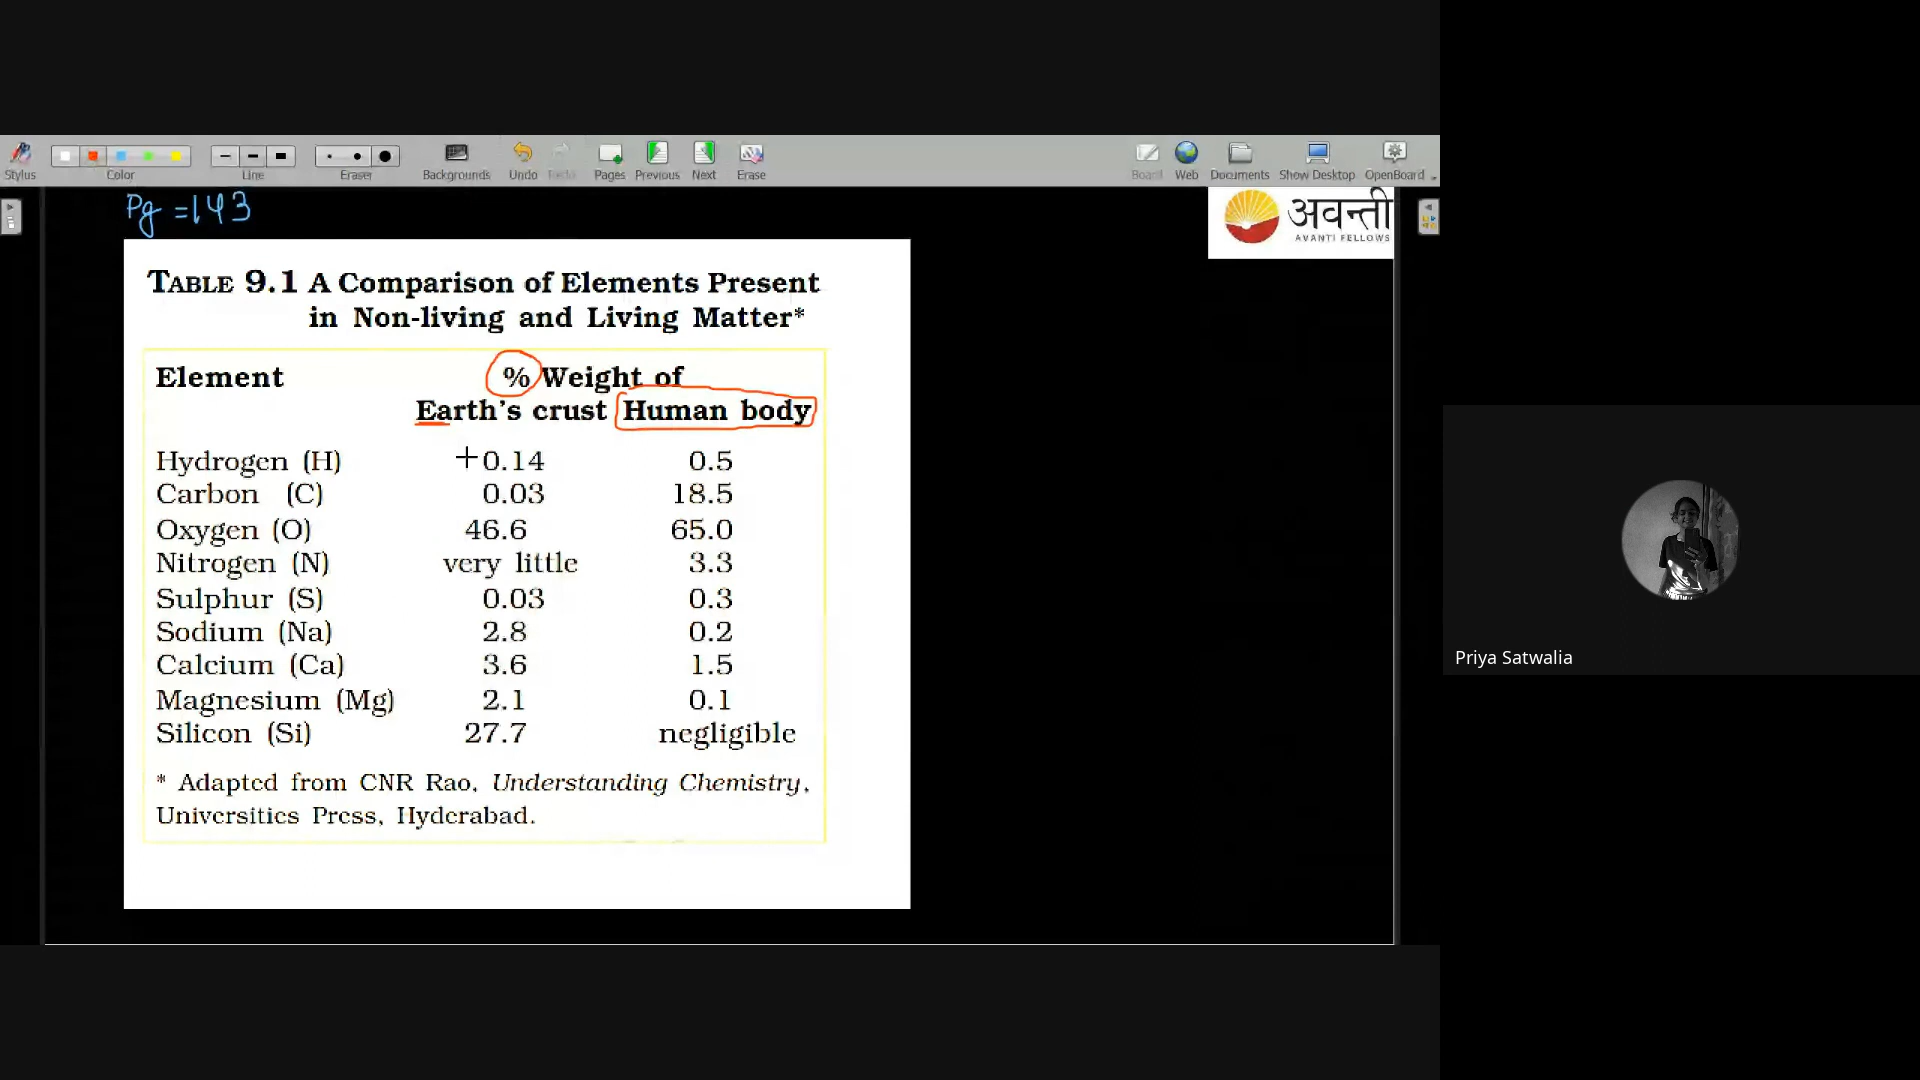 Stylus
Color
Line
Eraser
Backgrounds
Undo
Redo
Pages
Previous
Next
Erase
Board
Web
Documents
Show Desktop
OpenBoard
Pg =143
अवन्ती
AVANTI FELLOWS
TABLE 9.1 A Comparison of Elements Present
in Non-living and Living Matter*
Element % Weight of
Earth's crust Human body
Hydrogen (H) 0.14 0.5
Carbon (C) 0.03 18.5
Oxygen (O) 46.6 65.0
Nitrogen (N) very little 3.3
Sulphur (S) 0.03 0.3
Sodium (Na) 2.8 0.2
Calcium (Ca) 3.6 1.5
Magnesium (Mg) 2.1 0.1
Silicon (Si) 27.7 negligible
* Adapted from CNR Rao, Understanding Chemistry,
Universities Press, Hyderabad.
Priya Satwalia